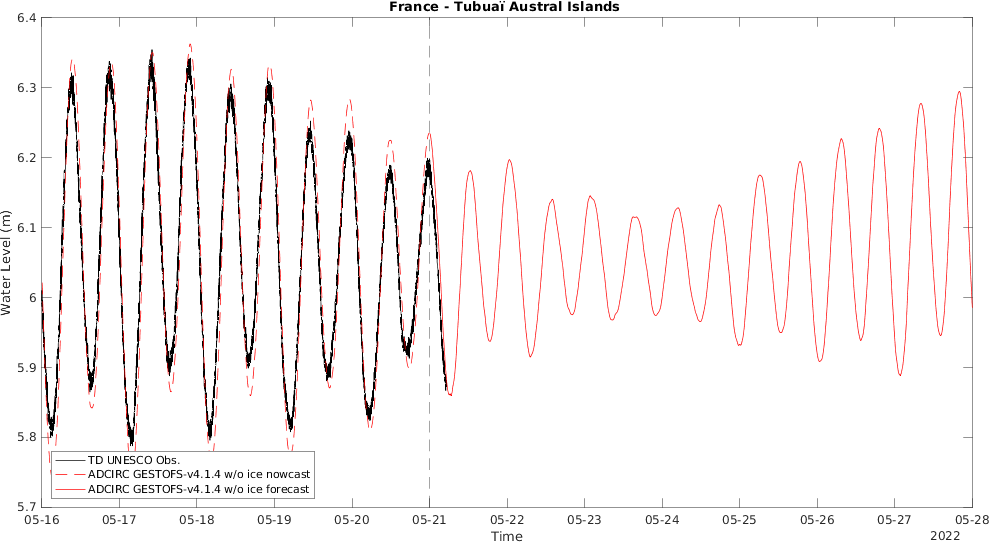 France - Tubuaï Austral Islands
6.4
6.3
6.2
6.1
6
5.9
5.8
5.7
Water Level (m)
TD UNESCO Obs.
ADCIRC GESTOFS-v4.1.4 w/o ice nowcast
ADCIRC GESTOFS-v4.1.4 w/o ice forecast
05-16 05-17 05-18 05-19 05-20 05-21 05-22 05-23 05-24 05-25 05-26 05-27 05-28
Time
2022